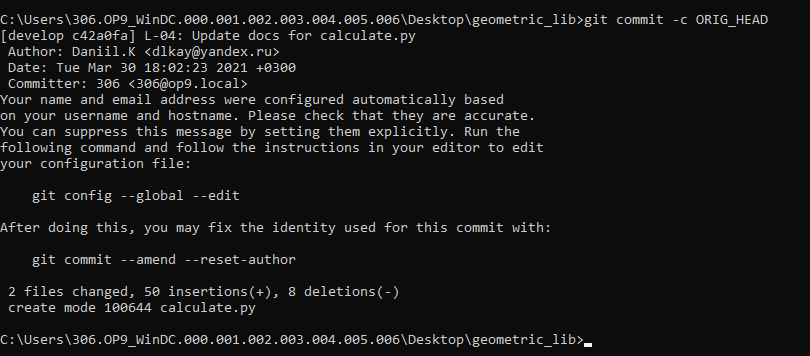 C:\Users\306.OP9_WinDC.000.001.002.003.004.005.006\Desktop\geometric_lib>git commit -c ORIG_HEAD
[develop c42a0fa] L-04: Update docs for calculate.py
 Author: Daniil.K <dlkay@yandex.ru>
 Date: Tue Mar 30 18:02:23 2021 +0300
 Committer: 306 <306@op9.local>
Your name and email address were configured automatically based
on your username and hostname. Please check that they are accurate.
You can suppress this message by setting them explicitly. Run the
following command and follow the instructions in your editor to edit
your configuration file:

    git config --global --edit

After doing this, you may fix the identity used for this commit with:

    git commit --amend --reset-author

 2 files changed, 50 insertions(+), 8 deletions(-)
 create mode 100644 calculate.py

C:\Users\306.OP9_WinDC.000.001.002.003.004.005.006\Desktop\geometric_lib>